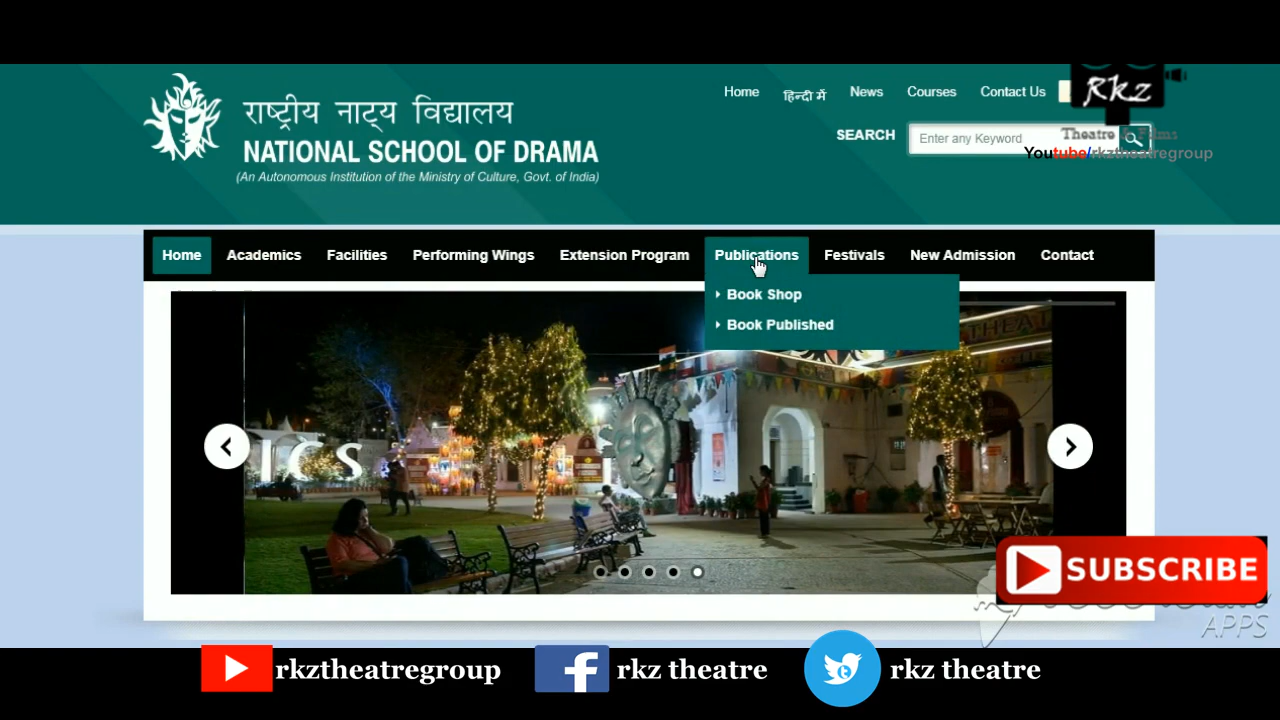 Home हिन्दी में News Courses Contact Us
Rkz
राष्ट्रीय नाट्य विद्यालय
SEARCH Enter any Keyword
Theatre & Films
NATIONAL SCHOOL OF DRAMA
Youtube/rkztheatregroup
(An Autonomous Institution of the Ministry of Culture, Govt. of India)
Home Academics Facilities Performing Wings Extension Program Publications Festivals New Admission Contact
Book Shop
Book Published
SUBSCRIBE
APPS
rkztheatregroup rkz theatre rkz theatre